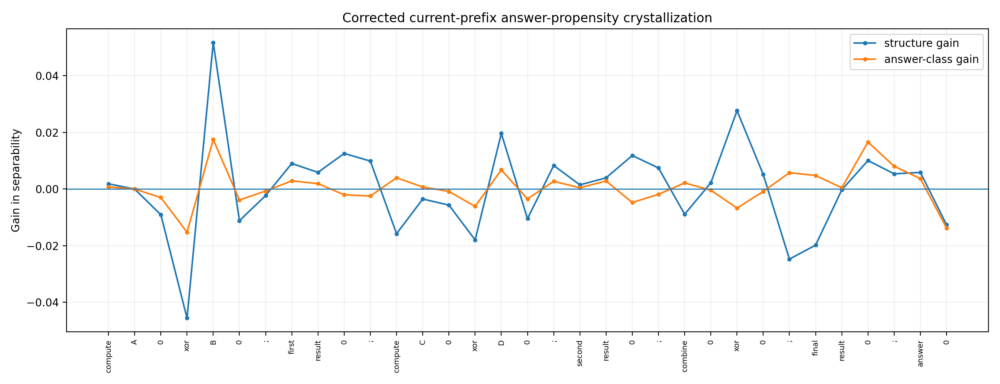 Corrected current-prefix answer-propensity crystallization
structure gain
answer-class gain
Gain in separability
0.04
0.02
0.00
−0.02
−0.04
compute
A
0
xor
B
0
;
first
result
0
;
compute
C
0
xor
D
0
;
second
result
0
;
combine
0
xor
0
;
final
result
0
;
answer
0